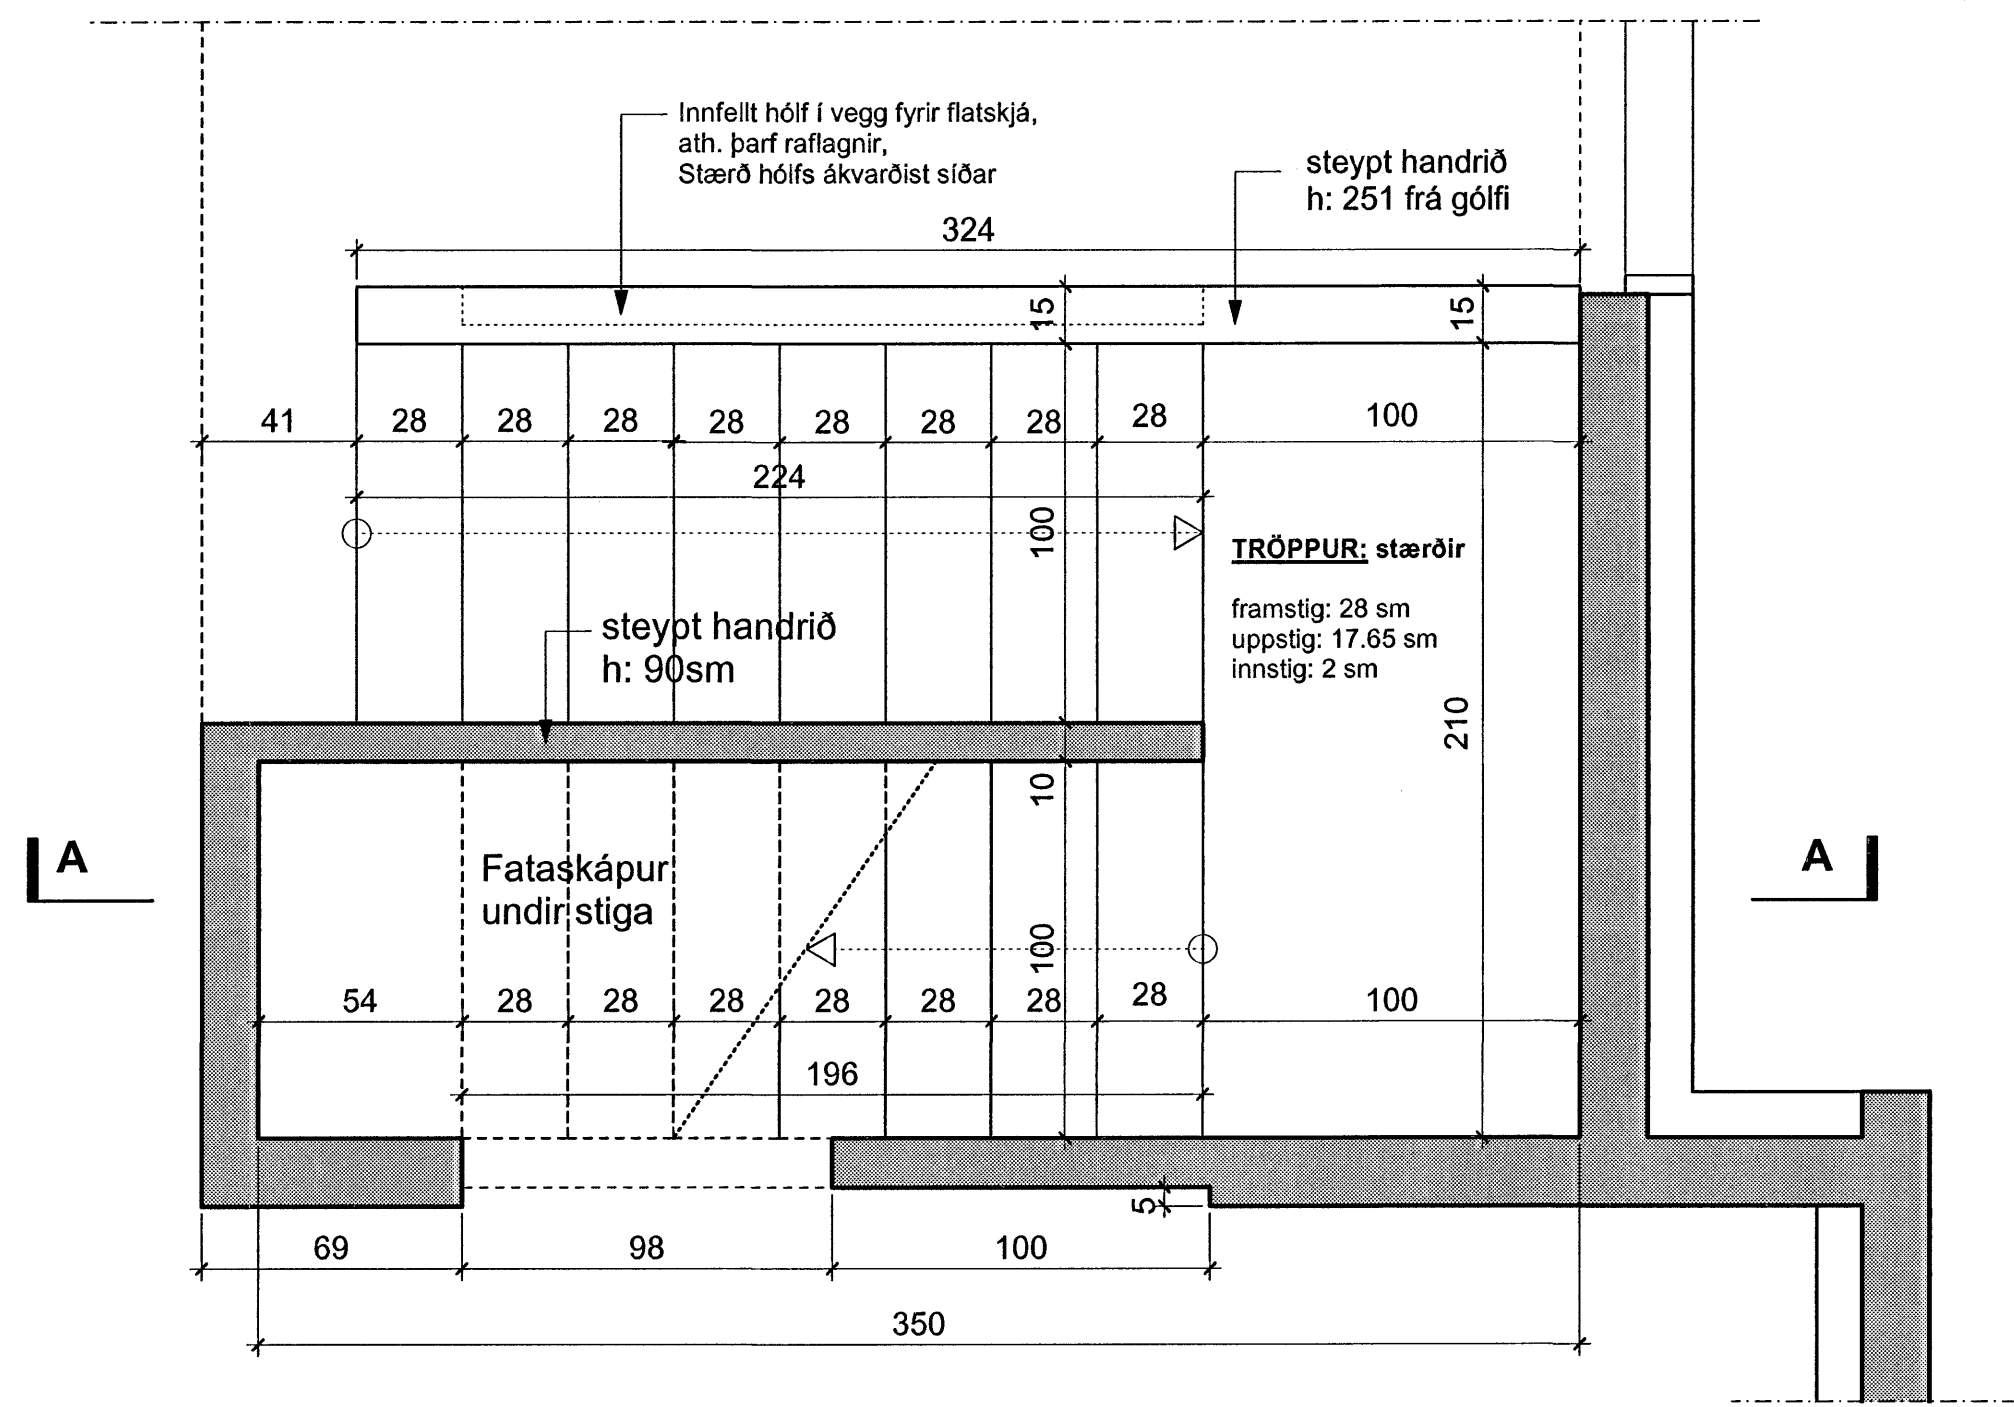 Innfellt hólf í vegg fyrir flatskjá,
ath. þarf raflagnir,
Stærð hólfs ákvarðist síðar
steypt handrið
h: 251 frá gólfi
324
15
15
41 28 28 28 28 28 28 28 28 100
224
100
TRÖPPUR: stærðir
framstig: 28 sm
uppstig: 17.65 sm
innstig: 2 sm
steypt handrið
h: 90sm
210
10
A
A
Fataskápur
undir stiga
100
54 28 28 28 28 28 28 28 100
196
5
69 98 100
350